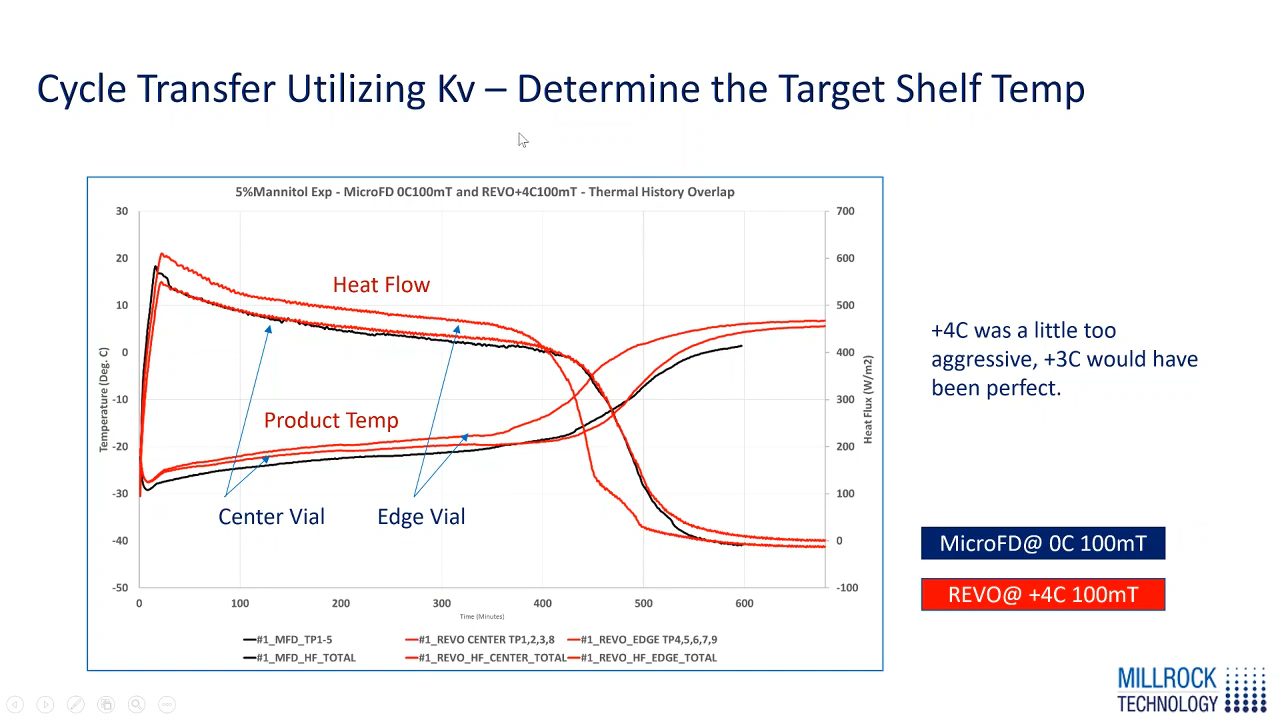 Cycle Transfer Utilizing Kv – Determine the Target Shelf Temp
5%Mannitol Exp - MicroFD 0C100mT and REVO+4C100mT - Thermal History Overlap
30
20
10
0
-10
-20
-30
-40
-50
Temperature (Deg. C)
700
600
500
400
300
200
100
0
-100
Heat Flux (W/m2)
0
100
200
300
400
500
600
Time (Minutes)
Heat Flow
Product Temp
Center Vial
Edge Vial
#1_MFD_TP1-5
#1_REVO CENTER TP1,2,3,8
#1_REVO_EDGE TP4,5,6,7,9
#1_MFD_HF_TOTAL
#1_REVO_HF_CENTER_TOTAL
#1_REVO_HF_EDGE_TOTAL
+4C was a little too
aggressive, +3C would have
been perfect.
MicroFD@ 0C 100mT
REVO@ +4C 100mT
MILLROCK
TECHNOLOGY